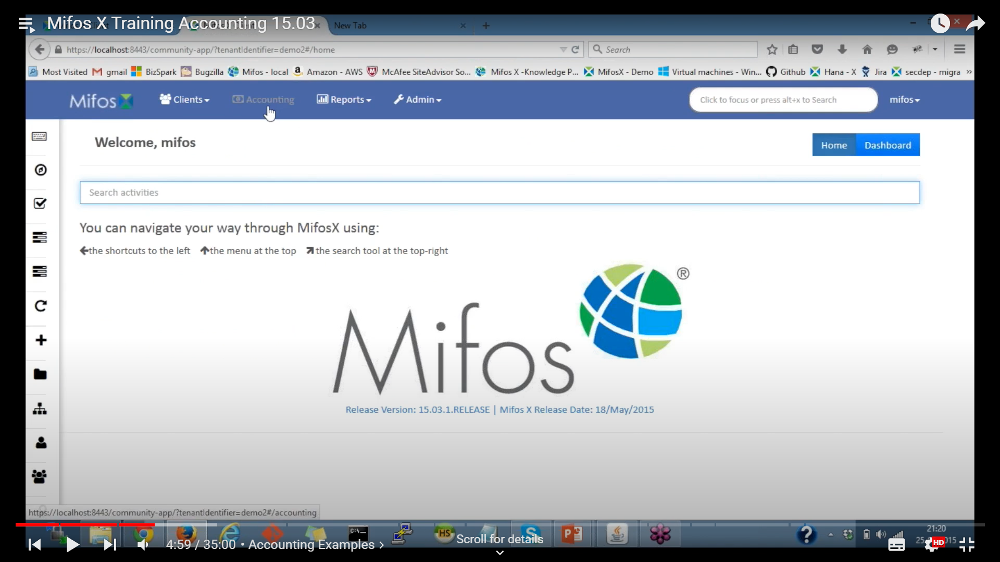 Mifos X Training Accounting 15.03
New Tab
https://localhost:8443/community-app/?tenantIdentifier=demo2#/home
Search
Most Visited gmail BizSpark Bugzilla Mifos - local Amazon - AWS McAfee SiteAdvisor So... Mifos X -Knowledge P... MifosX - Demo Virtual machines - Win... Github Hana - X Jira secdep - migra »
Mifos Clients Accounting Reports Admin Click to focus or press alt+x to Search mifos
Welcome, mifos
Home Dashboard
Search activities
You can navigate your way through MifosX using:
the shortcuts to the left the menu at the top the search tool at the top-right
Mifos ®
Release Version: 15.03.1.RELEASE | Mifos X Release Date: 18/May/2015
https://localhost:8443/community-app/?tenantIdentifier=demo2#/accounting
C:\_ HS
21:20
4:59 / 35:00 • Accounting Examples ›
Scroll for details
HD